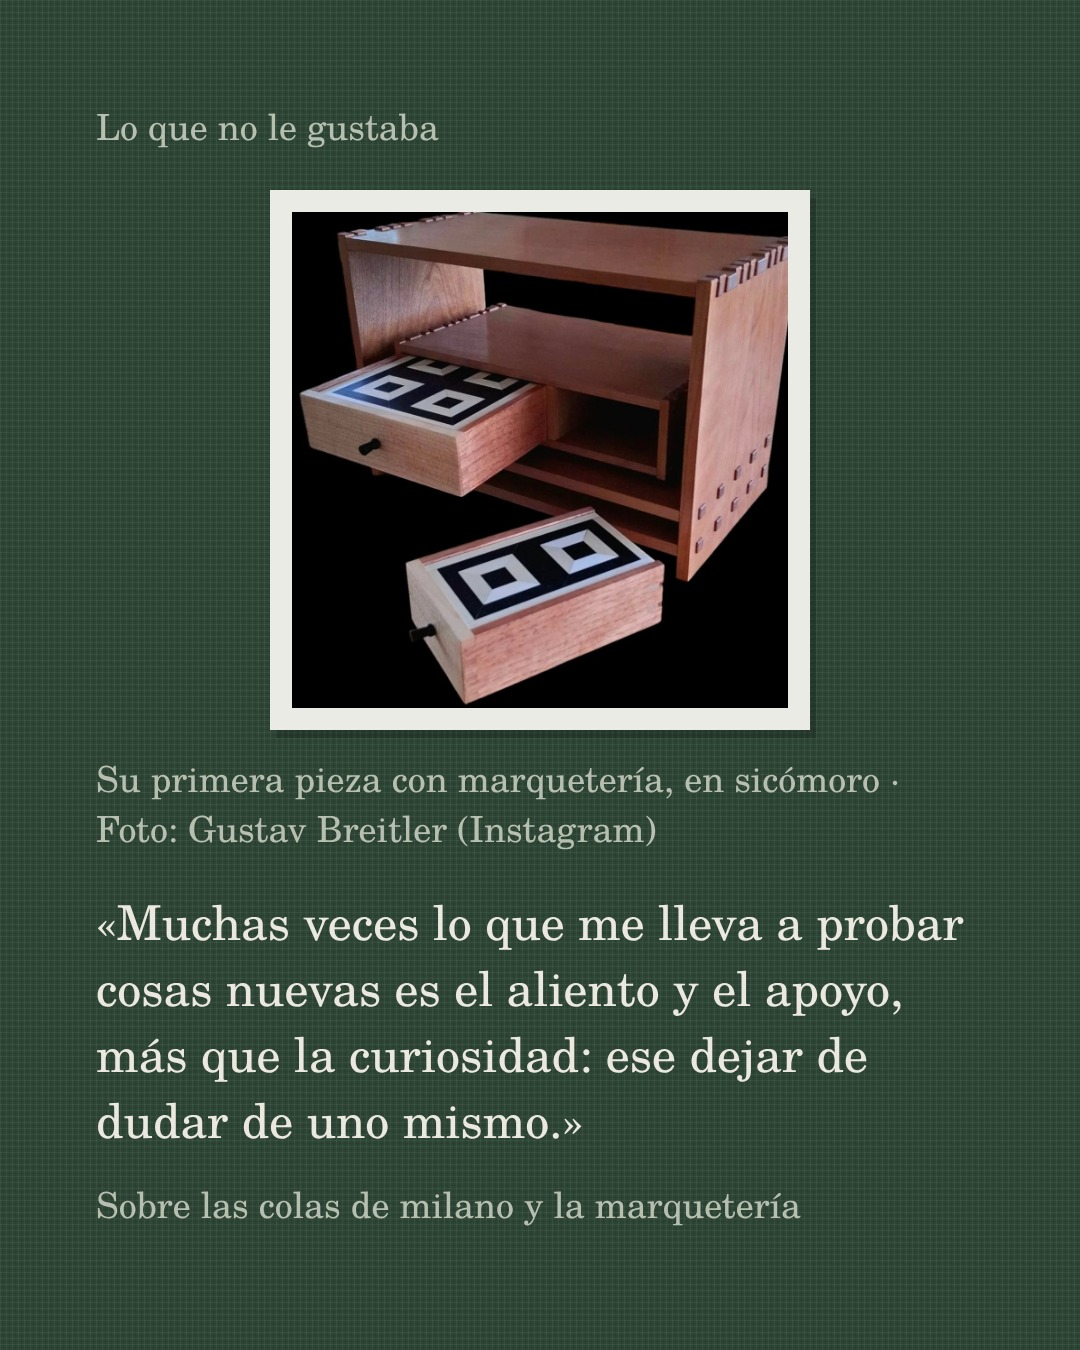 Lo que no le gustaba
Su primera pieza con marquetería, en sicómoro ·
Foto: Gustav Breitler (Instagram)
«Muchas veces lo que me lleva a probar
cosas nuevas es el aliento y el apoyo,
más que la curiosidad: ese dejar de
dudar de uno mismo.»
Sobre las colas de milano y la marquetería